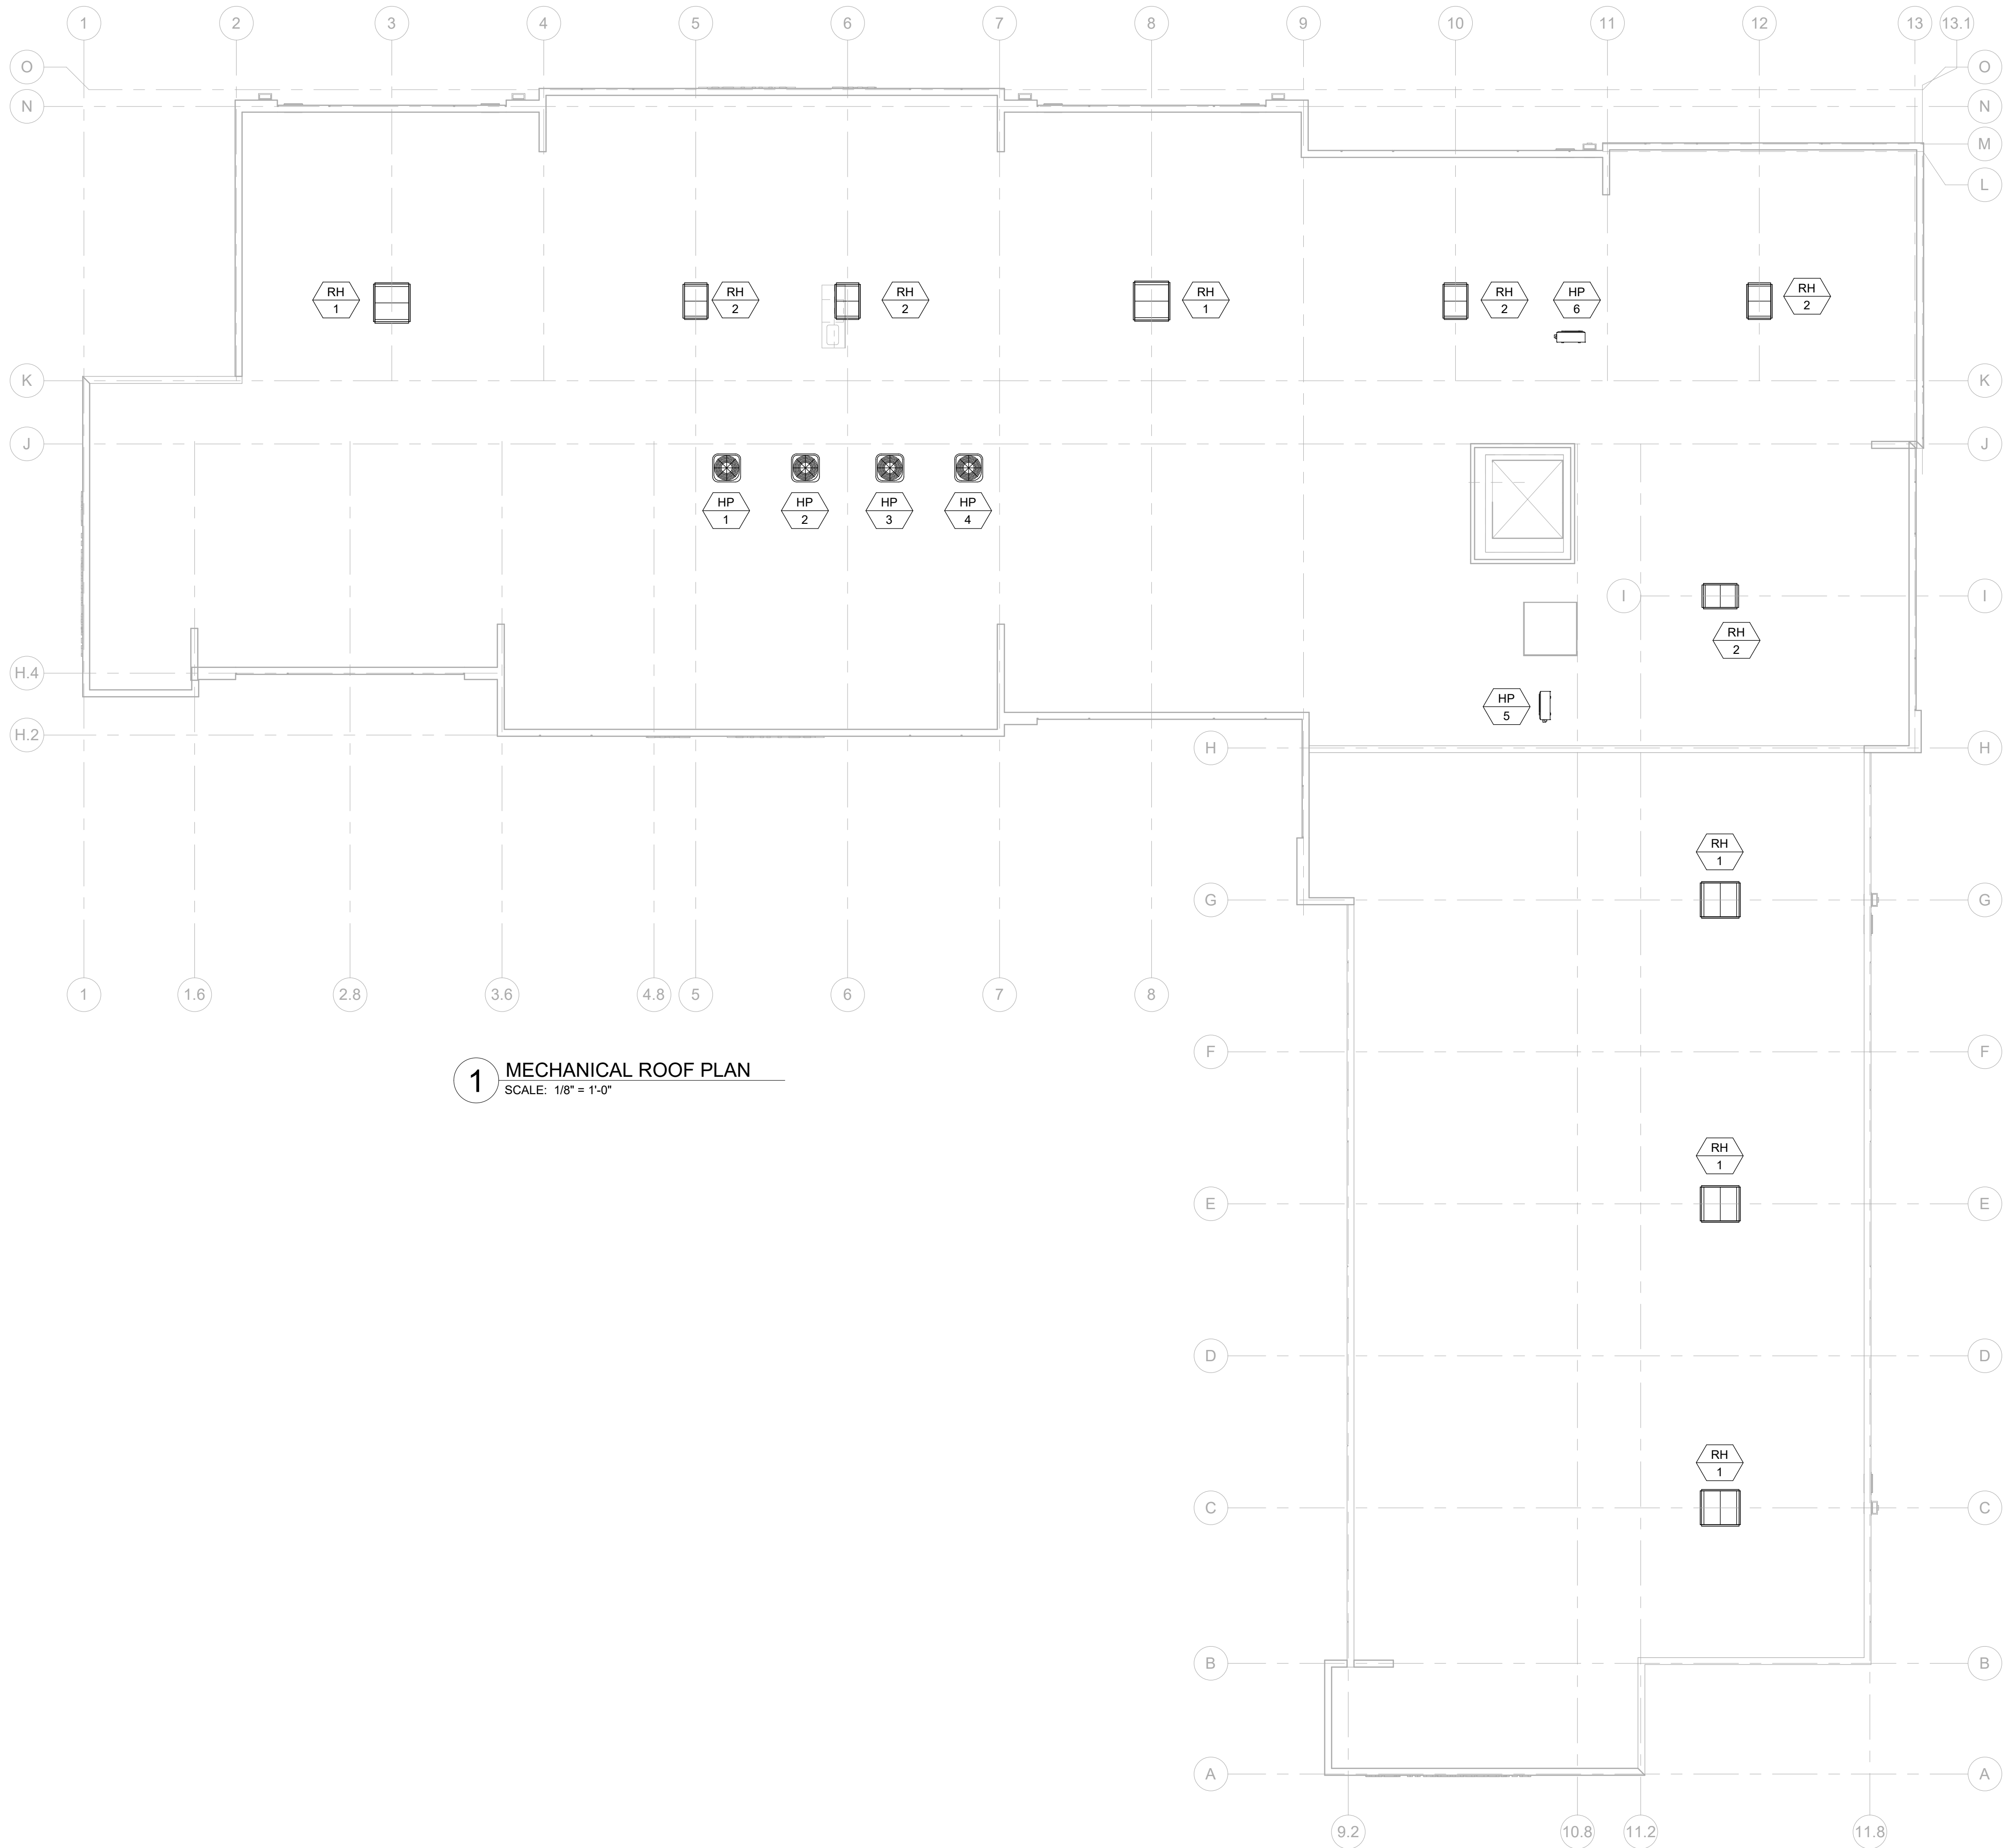 1 2 3 4 5 6 7 8 9 10 11 12 13 13.1
O O
N N
M
L
RH
1
RH
2
RH
2
RH
1
RH
2
HP
6
RH
2
K K
J J
HP
1
HP
2
HP
3
HP
4
I I
RH
2
H.4
HP
5
H.2
H H
RH
1
G G
1 1.6 2.8 3.6 4.8 5 6 7 8
F F
1 MECHANICAL ROOF PLAN
SCALE: 1/8" = 1'-0"
RH
1
E E
D D
RH
1
C C
B B
A A
9.2 10.8 11.2 11.8